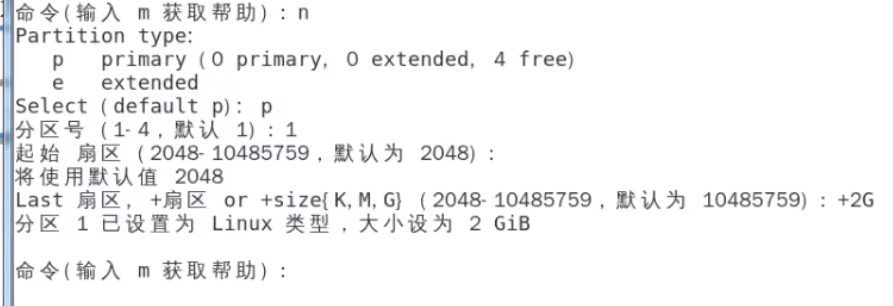 命令(输入 m 获取帮助)：n
Partition type:
   p   primary (0 primary, 0 extended, 4 free)
   e   extended
Select (default p): p
分区号 (1-4，默认 1)：1
起始 扇区 (2048-10485759，默认为 2048)：
将使用默认值 2048
Last 扇区, +扇区 or +size{K,M,G} (2048-10485759，默认为 10485759)：+2G
分区 1 已设置为 Linux 类型，大小设为 2 GiB
命令(输入 m 获取帮助)：